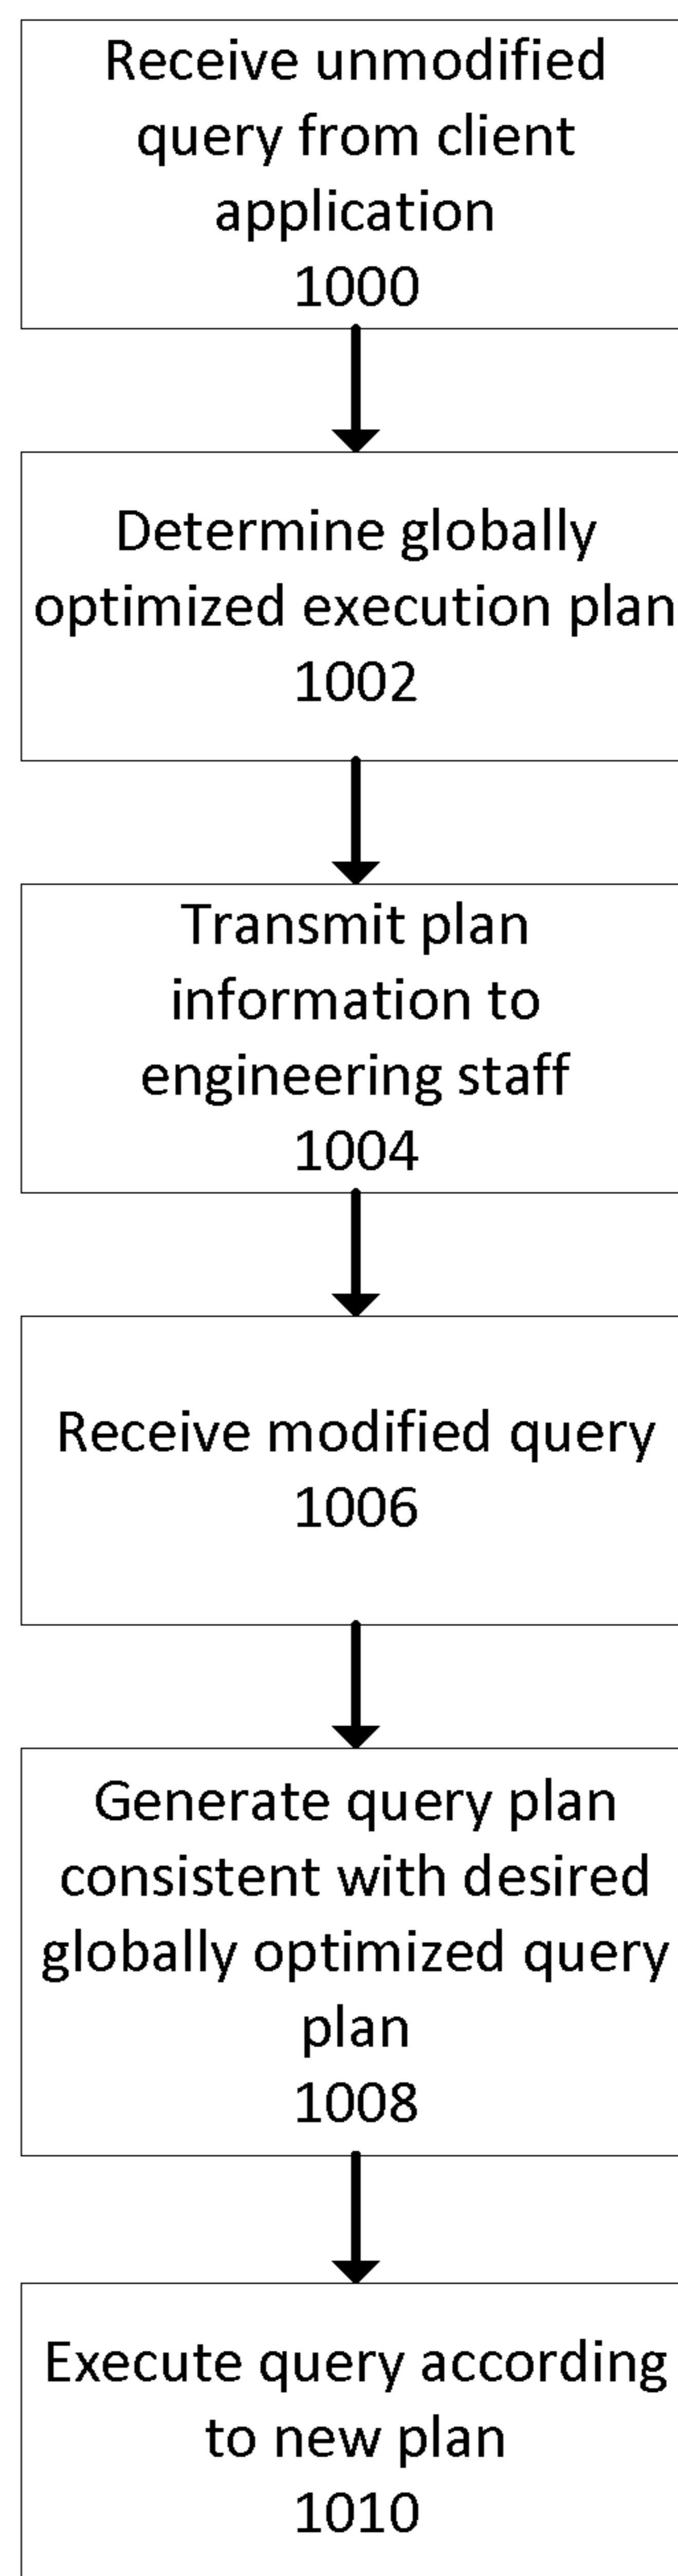 Receive unmodified
query from client
application
1000
Determine globally
optimized execution plan
1002
Transmit plan
information to
engineering staff
1004
Receive modified query
1006
Generate query plan
consistent with desired
globally optimized query
plan
1008
Execute query according
to new plan
1010